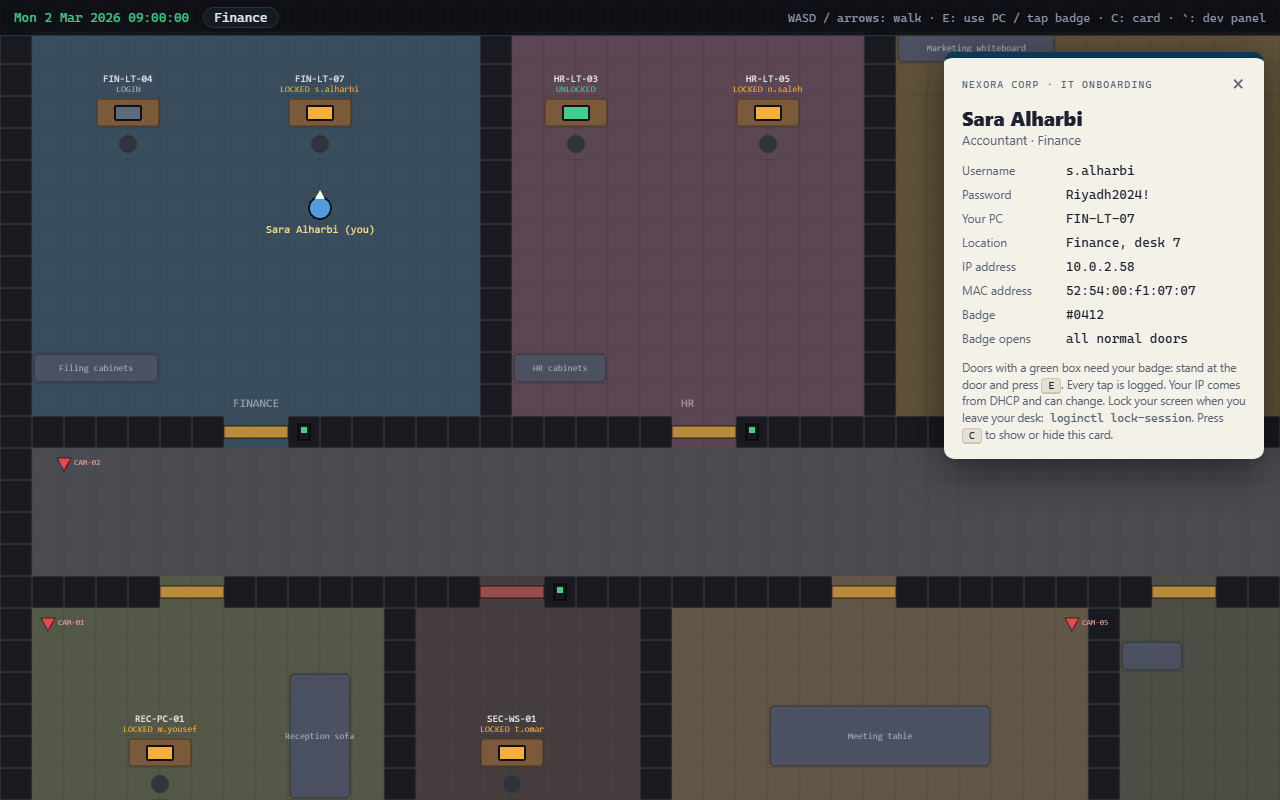 Mon 2 Mar 2026 09:00:00 Finance WASD / arrows: walk · E: use PC / tap badge · C: card · `: dev panel
Marketing whiteboard
FIN-LT-04
LOGIN
FIN-LT-07
LOCKED s.alharbi
HR-LT-03
UNLOCKED
HR-LT-05
LOCKED n.saleh
Sara Alharbi (you)
Filing cabinets
HR cabinets
FINANCE
HR
NEXORA CORP · IT ONBOARDING ×
Sara Alharbi
Accountant · Finance
Username s.alharbi
Password Riyadh2024!
Your PC FIN-LT-07
Location Finance, desk 7
IP address 10.0.2.58
MAC address 52:54:00:f1:07:07
Badge #0412
Badge opens all normal doors
Doors with a green box need your badge: stand at the
door and press E. Every tap is logged. Your IP comes
from DHCP and can change. Lock your screen when you
leave your desk: loginctl lock-session. Press
C to show or hide this card.
CAM-02
CAM-01
CAM-05
REC-PC-01
LOCKED m.yousef
Reception sofa
SEC-WS-01
LOCKED t.omar
Meeting table